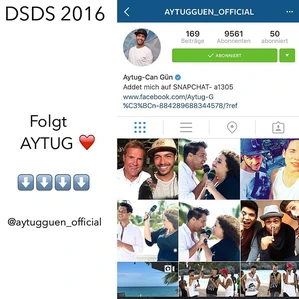 DSDS 2016
Folgt
AYTUG ❤️
⬇️⬇️⬇️⬇️
@aytugguen_official
AYTUGGUEN_OFFICIAL
169 9561 50
Beiträge Abonnenten abonniert
✓ ABONNIERT
Aytug-Can Gün
Addet mich auf SNAPCHAT- a1305
www.facebook.com/Aytug-G
%C3%BCn-884289688344578/?ref